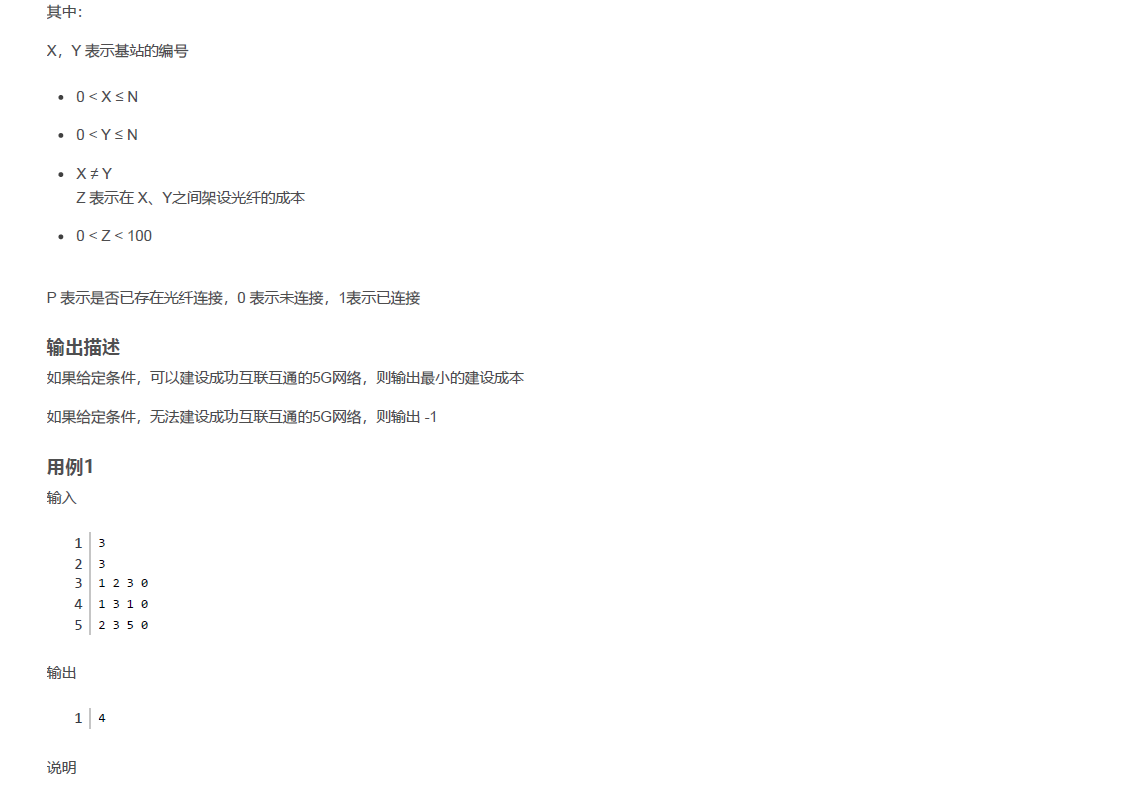 其中：
X，Y 表示基站的编号
0 < X ≤ N
0 < Y ≤ N
X ≠ Y
Z 表示在 X、Y之间架设光纤的成本
0 < Z < 100
P 表示是否已存在光纤连接，0 表示未连接，1表示已连接
输出描述
如果给定条件，可以建设成功互联互通的5G网络，则输出最小的建设成本
如果给定条件，无法建设成功互联互通的5G网络，则输出 -1
用例1
输入
1 3
2 3
3 1 2 3 0
4 1 3 1 0
5 2 3 5 0
输出
1 4
说明